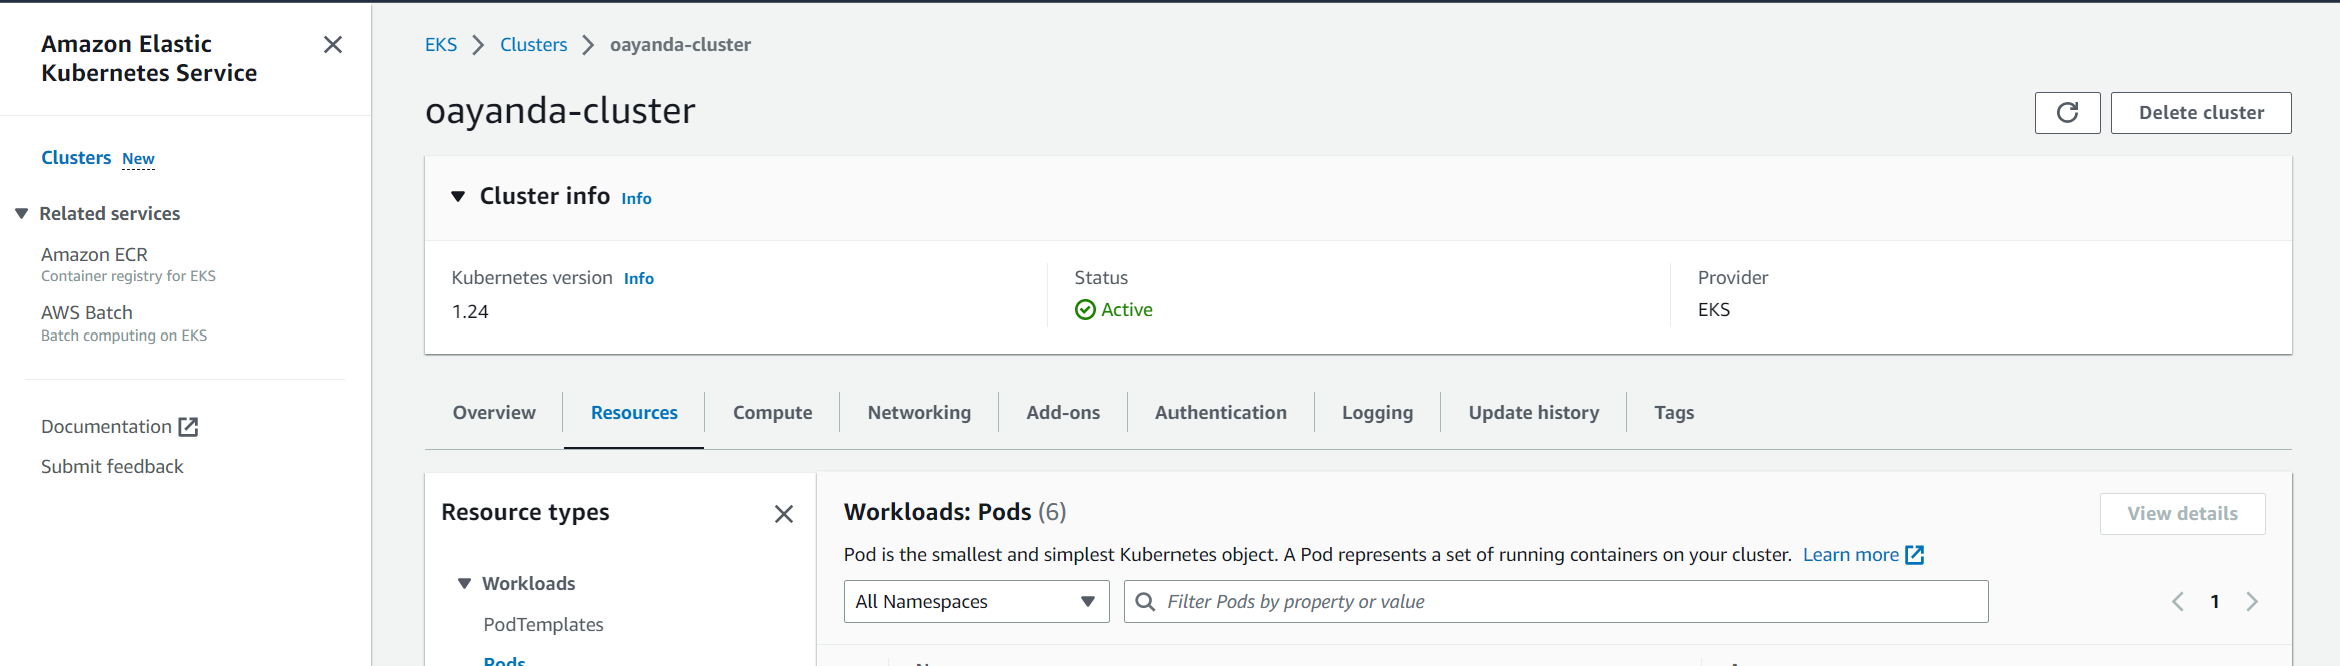 Amazon Elastic
Kubernetes Service
Clusters New
Related services
Amazon ECR
Container registry for EKS
AWS Batch
Batch computing on EKS
Documentation
Submit feedback
EKS Clusters oayanda-cluster
oayanda-cluster
Delete cluster
Cluster info Info
Kubernetes version Info
1.24
Status
Active
Provider
EKS
Overview Resources Compute Networking Add-ons Authentication Logging Update history Tags
Resource types
Workloads
PodTemplates
Pods
Workloads: Pods (6)
View details
Pod is the smallest and simplest Kubernetes object. A Pod represents a set of running containers on your cluster. Learn more
All Namespaces
Filter Pods by property or value
1